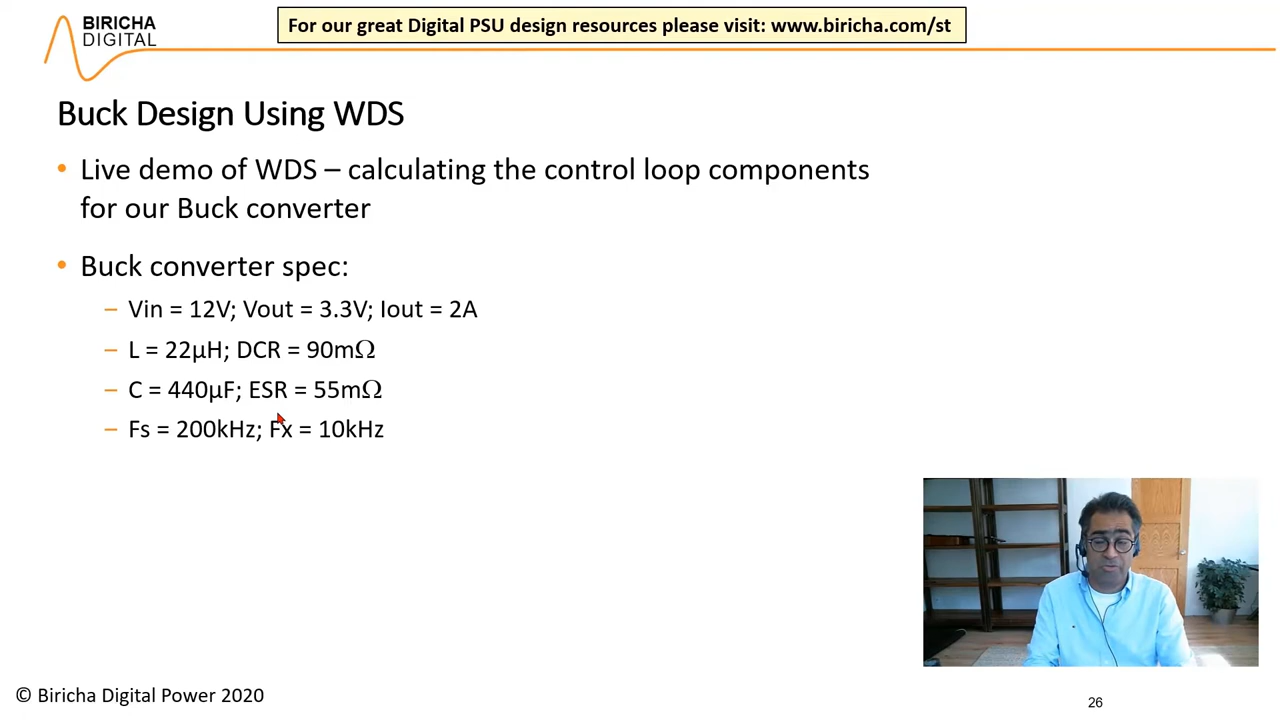 BIRICHA
DIGITAL
For our great Digital PSU design resources please visit: www.biricha.com/st
Buck Design Using WDS
• Live demo of WDS – calculating the control loop components
for our Buck converter
• Buck converter spec:
– Vin = 12V; Vout = 3.3V; Iout = 2A
– L = 22µH; DCR = 90mΩ
– C = 440µF; ESR = 55mΩ
– Fs = 200kHz; Fx = 10kHz
© Biricha Digital Power 2020
26